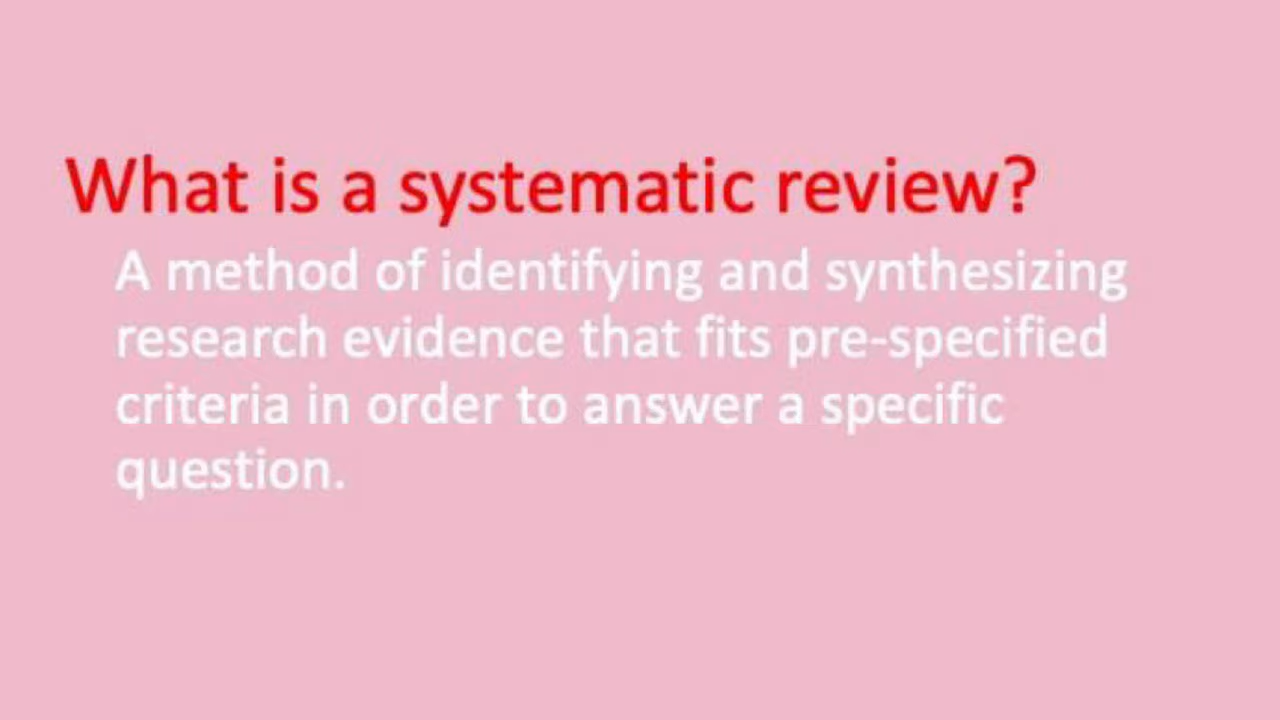 What is a systematic review?
A method of identifying and synthesizing
research evidence that fits pre-specified
criteria in order to answer a specific
question.